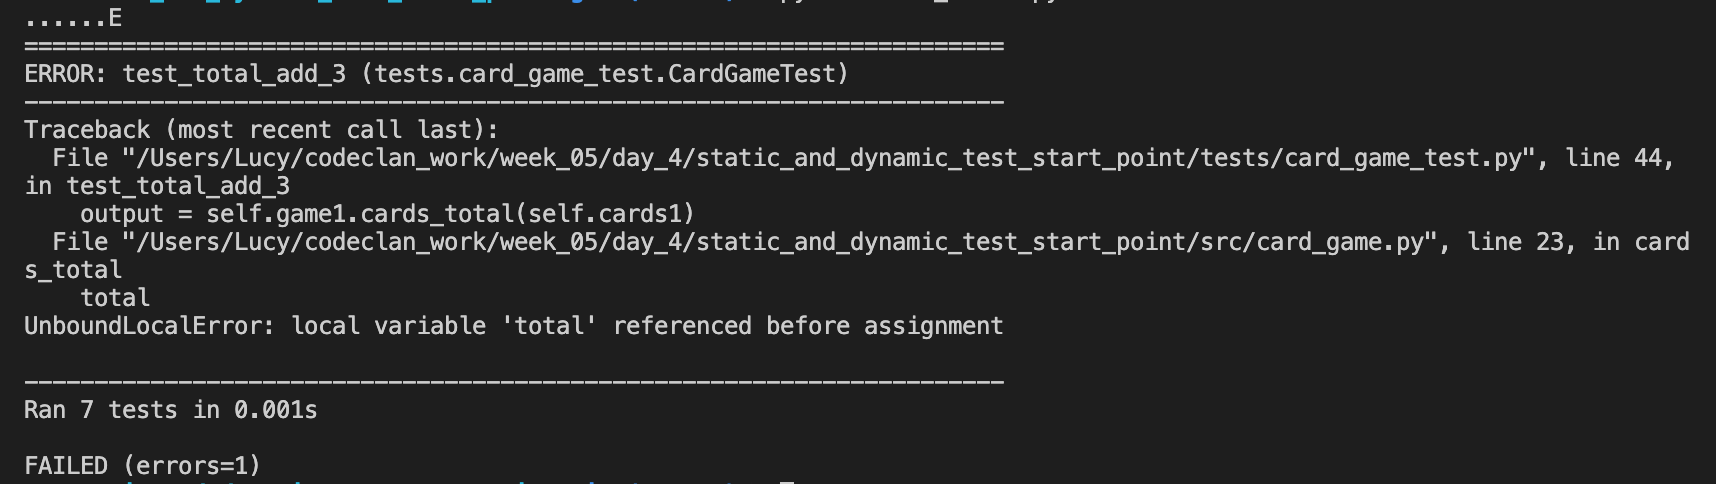 ......E
======================================================================
ERROR: test_total_add_3 (tests.card_game_test.CardGameTest)
----------------------------------------------------------------------
Traceback (most recent call last):
  File "/Users/Lucy/codeclan_work/week_05/day_4/static_and_dynamic_test_start_point/tests/card_game_test.py", line 44,
in test_total_add_3
    output = self.game1.cards_total(self.cards1)
  File "/Users/Lucy/codeclan_work/week_05/day_4/static_and_dynamic_test_start_point/src/card_game.py", line 23, in card
s_total
    total
UnboundLocalError: local variable 'total' referenced before assignment
----------------------------------------------------------------------
Ran 7 tests in 0.001s
FAILED (errors=1)